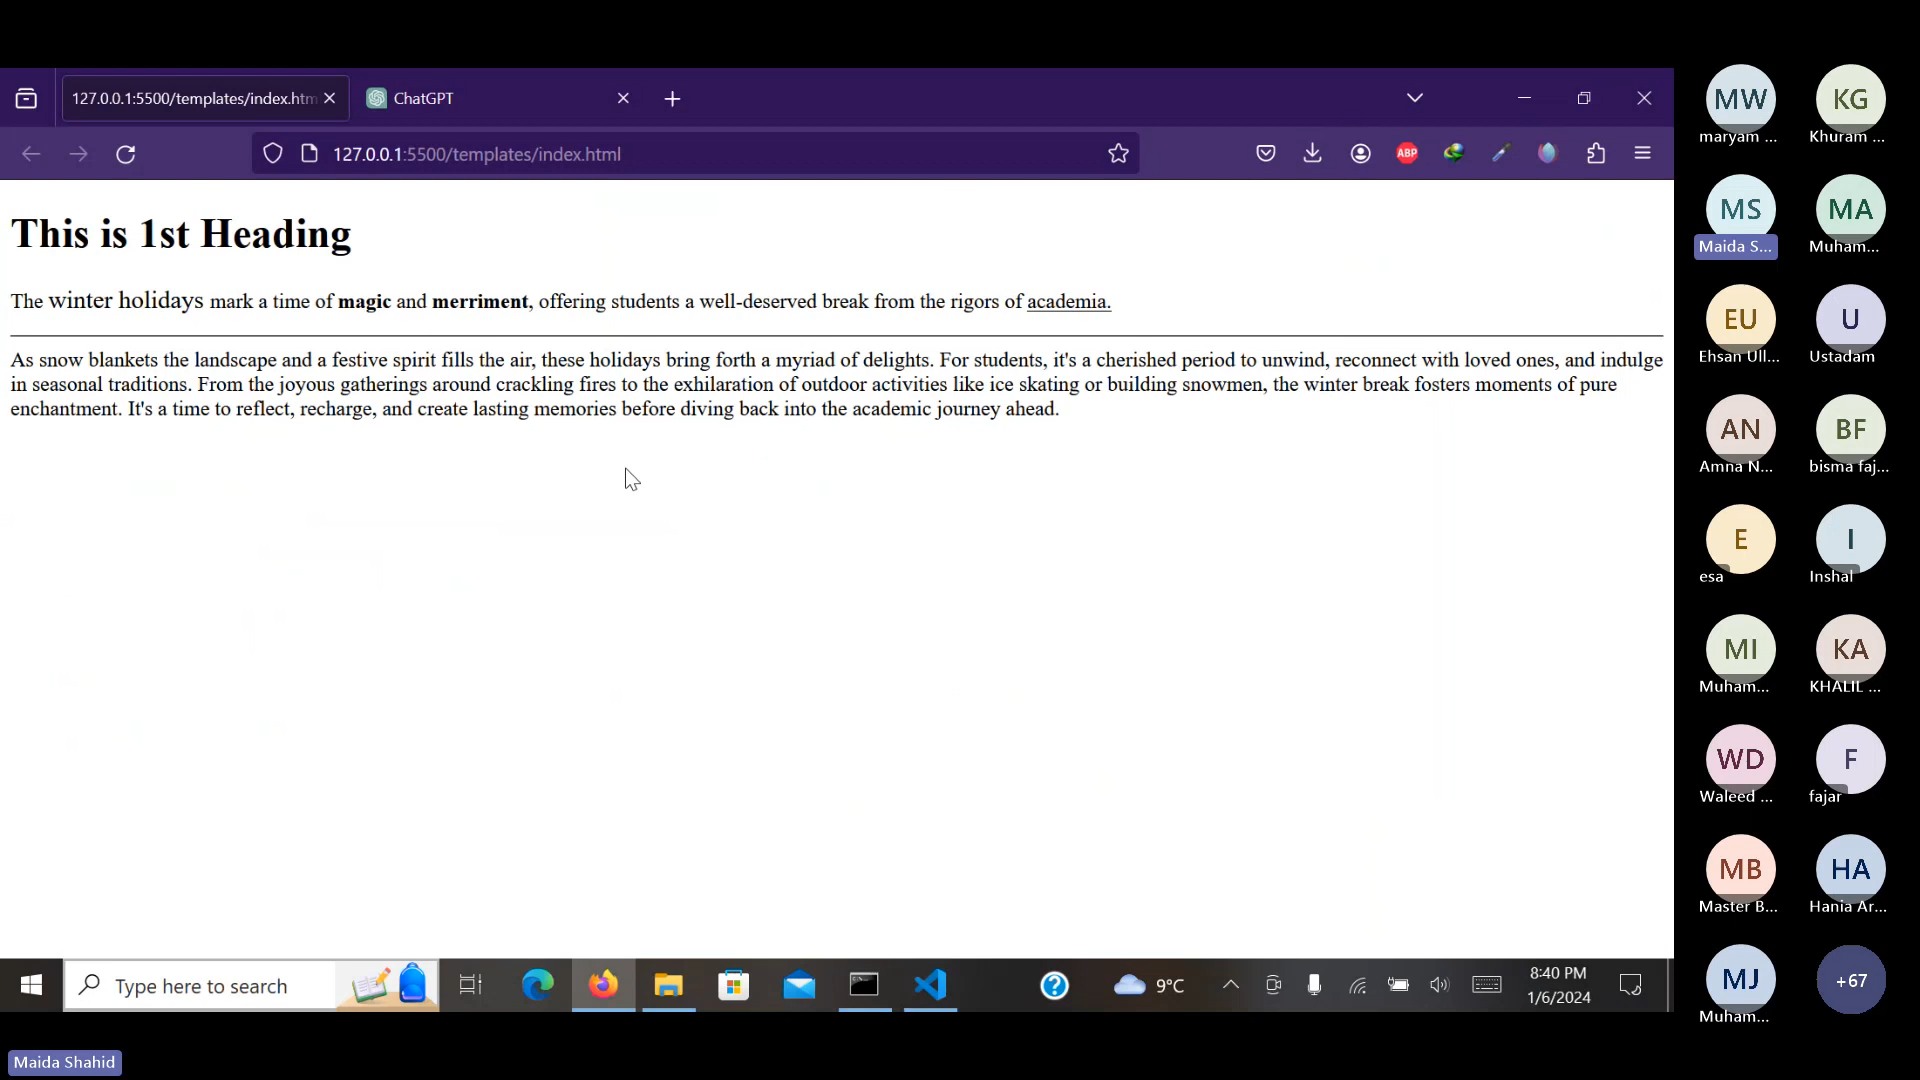 127.0.0.1:5500/templates/index.htm
ChatGPT
127.0.0.1:5500/templates/index.html
ABP
This is 1st Heading
The winter holidays mark a time of magic and merriment, offering students a well-deserved break from the rigors of academia.
As snow blankets the landscape and a festive spirit fills the air, these holidays bring forth a myriad of delights. For students, it's a cherished period to unwind, reconnect with loved ones, and indulge
in seasonal traditions. From the joyous gatherings around crackling fires to the exhilaration of outdoor activities like ice skating or building snowmen, the winter break fosters moments of pure
enchantment. It's a time to reflect, recharge, and create lasting memories before diving back into the academic journey ahead.
Type here to search
9°C
8:40 PM
1/6/2024
Maida Shahid
MW
maryam ...
KG
Khuram ...
MS
Maida S...
MA
Muham...
EU
Ehsan Ull...
U
Ustadam
AN
Amna N...
BF
bisma faj...
E
esa
I
Inshal
MI
Muham...
KA
KHALIL ...
WD
Waleed ...
F
fajar
MB
Master B...
HA
Hania Ar...
MJ
Muham...
+67